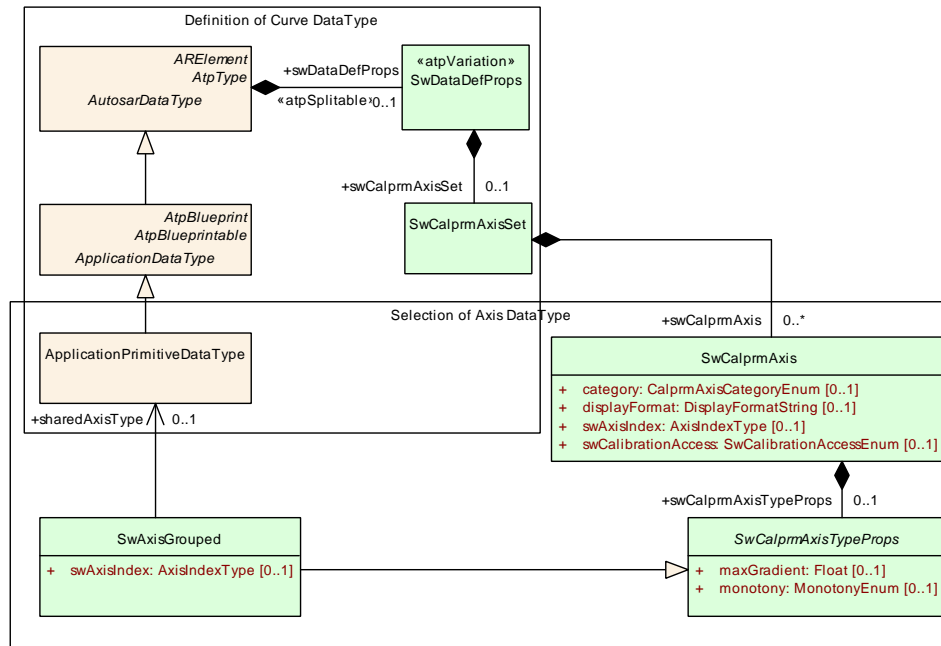 Definition of Curve DataType
ARElement
AtpType
AutosarDataType
+swDataDefProps
«atpSplitable»
0..1
«atpVariation»
SwDataDefProps
+swCalprmAxisSet
0..1
AtpBlueprint
AtpBlueprintable
ApplicationDataType
SwCalprmAxisSet
Selection of Axis DataType
+swCalprmAxis
0..*
ApplicationPrimitiveDataType
SwCalprmAxis
+ category: CalprmAxisCategoryEnum [0..1]
+ displayFormat: DisplayFormatString [0..1]
+ swAxisIndex: AxisIndexType [0..1]
+ swCalibrationAccess: SwCalibrationAccessEnum [0..1]
+sharedAxisType
0..1
+swCalprmAxisTypeProps
0..1
SwAxisGrouped
+ swAxisIndex: AxisIndexType [0..1]
SwCalprmAxisTypeProps
+ maxGradient: Float [0..1]
+ monotony: MonotonyEnum [0..1]